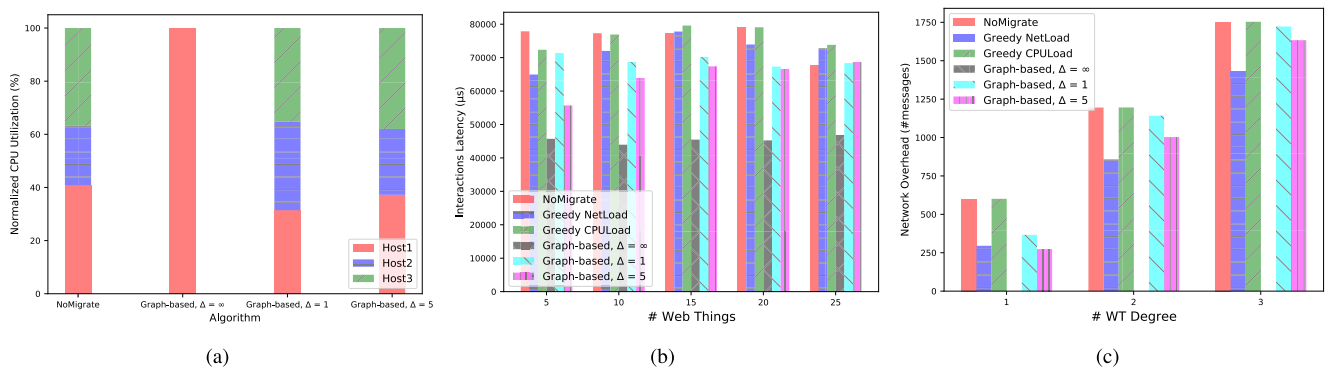 Normalized CPU Utilization (%)
100
80
60
40
20
0
Host1
Host2
Host3
NoMigrate
Graph-based, Δ = ∞
Graph-based, Δ = 1
Graph-based, Δ = 5
Algorithm
(a)
Interactions Latency (μs)
80000
70000
60000
50000
40000
30000
20000
10000
0
NoMigrate
Greedy NetLoad
Greedy CPULoad
Graph-based, Δ = ∞
Graph-based, Δ = 1
Graph-based, Δ = 5
5
10
15
20
25
# Web Things
(b)
Network Overhead (#messages)
1750
1500
1250
1000
750
500
250
0
NoMigrate
Greedy NetLoad
Greedy CPULoad
Graph-based, Δ = ∞
Graph-based, Δ = 1
Graph-based, Δ = 5
1
2
3
# WT Degree
(c)